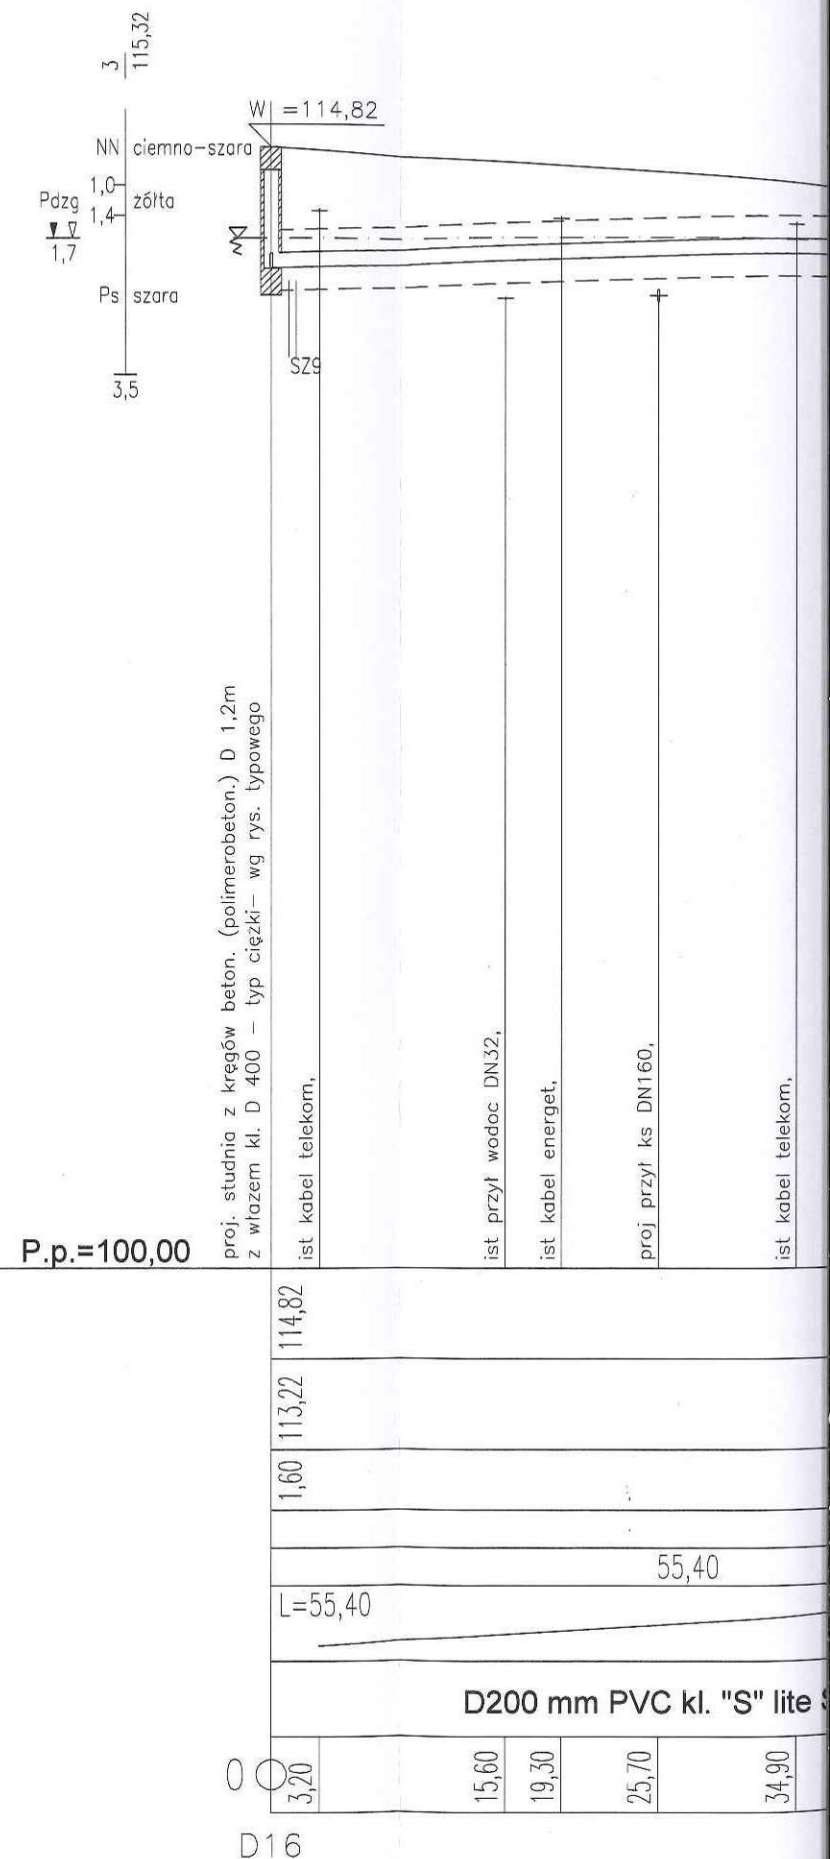 3 115,32
W =114,82
NN ciemno-szara
1,0
Pdzg żółta
1,4
1,7
Ps szara
SZ9
3,5
proj. studnia z kręgów beton. (polimerobeton.) D 1,2m
z włazem kl. D 400 – typ ciężki– wg rys. typowego
ist kabel telekom,
ist przył wodoc DN32,
ist kabel energet,
proj przył ks DN160,
ist kabel telekom,
P.p.=100,00
114,82
113,22
1,60
55,40
L=55,40
D200 mm PVC kl. "S" lite
0 3,20 15,60 19,30 25,70 34,90
D16